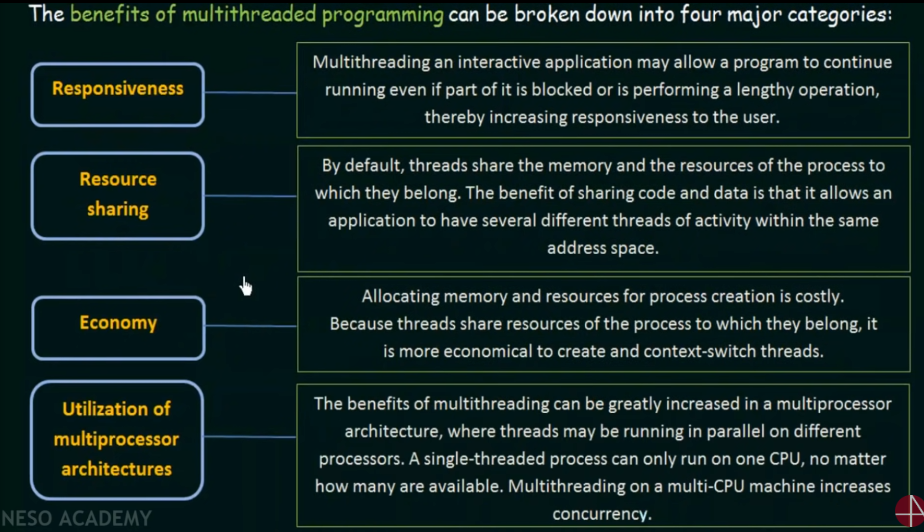 The benefits of multithreaded programming can be broken down into four major categories:
Responsiveness
Multithreading an interactive application may allow a program to continue
running even if part of it is blocked or is performing a lengthy operation,
thereby increasing responsiveness to the user.
Resource
sharing
By default, threads share the memory and the resources of the process to
which they belong. The benefit of sharing code and data is that it allows an
application to have several different threads of activity within the same
address space.
Economy
Allocating memory and resources for process creation is costly.
Because threads share resources of the process to which they belong, it
is more economical to create and context-switch threads.
Utilization of
multiprocessor
architectures
The benefits of multithreading can be greatly increased in a multiprocessor
architecture, where threads may be running in parallel on different
processors. A single-threaded process can only run on one CPU, no matter
how many are available. Multithreading on a multi-CPU machine increases
concurrency.
NESO ACADEMY